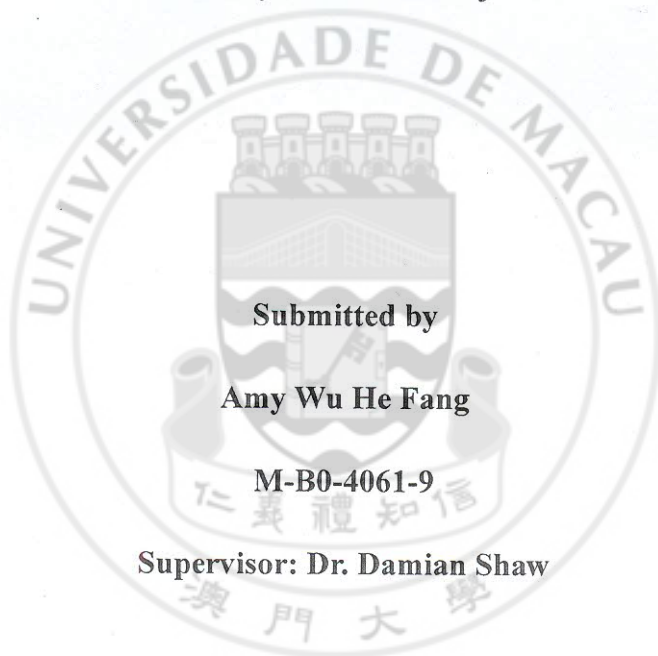 UNIVERSIDADE DE MACAU
Submitted by
Amy Wu He Fang
M-B0-4061-9
仁義禮知信
Supervisor: Dr. Damian Shaw
澳門大學